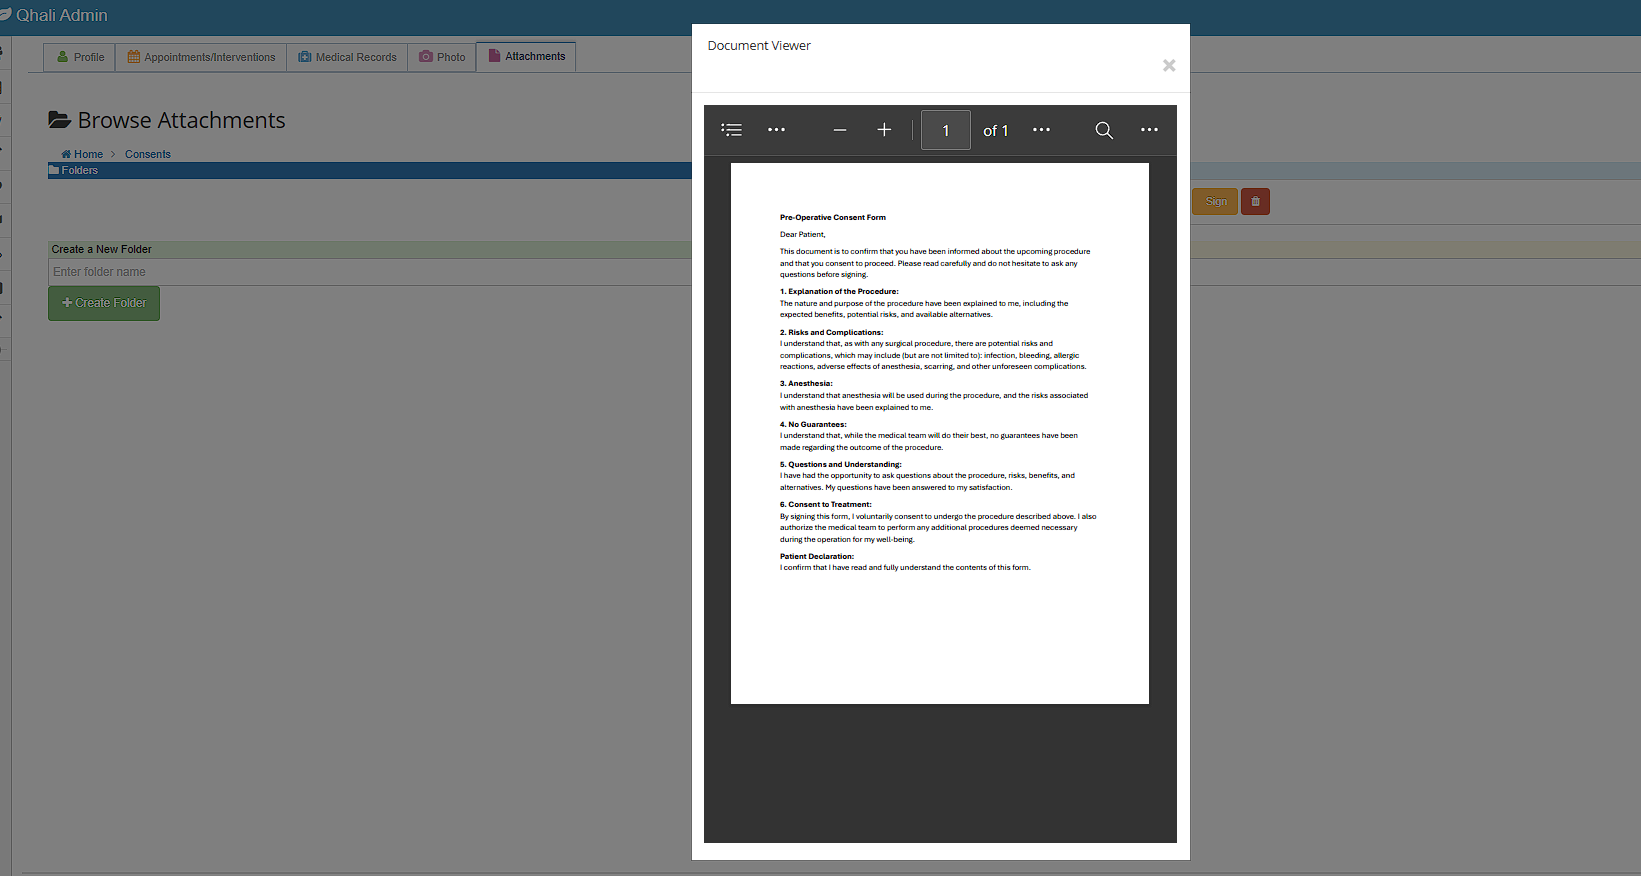 Qhali Admin
Profile
Appointments/Interventions
Medical Records
Photo
Attachments
Browse Attachments
Home > Consents
Folders
Create a New Folder
Enter folder name
+ Create Folder
Sign
Document Viewer
×
1 of 1
Pre-Operative Consent Form
Dear Patient,
This document is to confirm that you have been informed about the upcoming procedure
and that you consent to proceed. Please read carefully and do not hesitate to ask any
questions before signing.
1. Explanation of the Procedure:
The nature and purpose of the procedure have been explained to me, including the
expected benefits, potential risks, and available alternatives.
2. Risks and Complications:
I understand that, as with any surgical procedure, there are potential risks and
complications, which may include (but are not limited to): infection, bleeding, allergic
reactions, adverse effects of anesthesia, scarring, and other unforeseen complications.
3. Anesthesia:
I understand that anesthesia will be used during the procedure, and the risks associated
with anesthesia have been explained to me.
4. No Guarantees:
I understand that, while the medical team will do their best, no guarantees have been
made regarding the outcome of the procedure.
5. Questions and Understanding:
I have had the opportunity to ask questions about the procedure, risks, benefits, and
alternatives. My questions have been answered to my satisfaction.
6. Consent to Treatment:
By signing this form, I voluntarily consent to undergo the procedure described above. I also
authorize the medical team to perform any additional procedures deemed necessary
during the operation for my well-being.
Patient Declaration:
I confirm that I have read and fully understand the contents of this form.